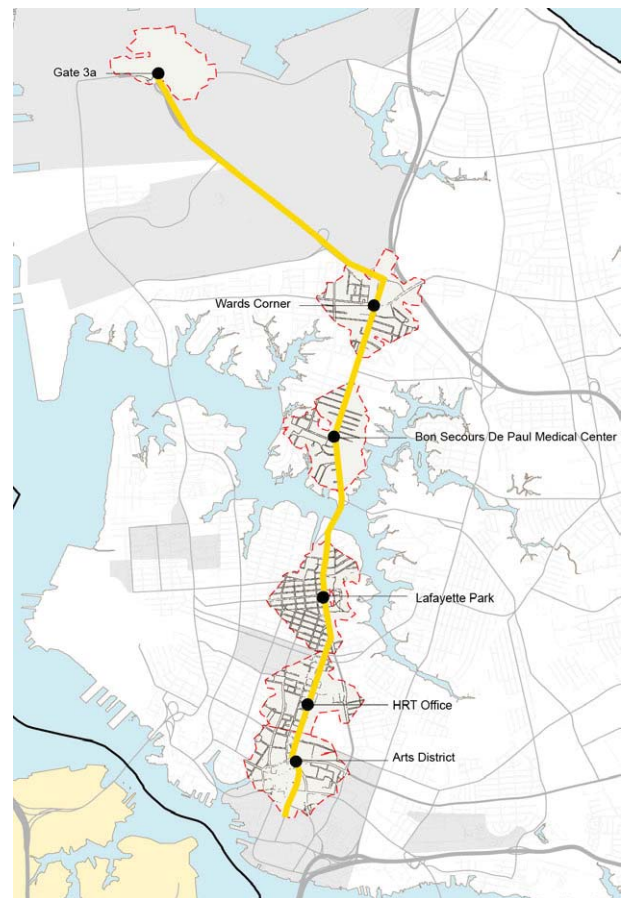 Gate 3a
Wards Corner
Bon Secours De Paul Medical Center
Lafayette Park
HRT Office
Arts District